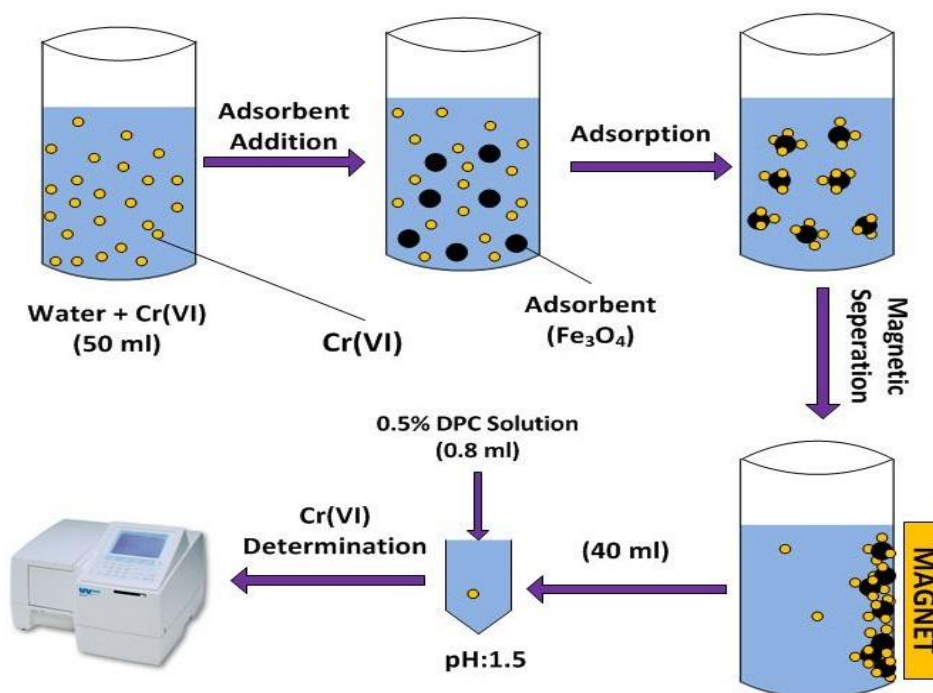 Adsorbent
Addition
Adsorption
Water + Cr(VI)
(50 ml)
Cr(VI)
Adsorbent
(Fe₃O₄)
Magnetic
Seperation
0.5% DPC Solution
(0.8 ml)
Cr(VI)
Determination
(40 ml)
MAGNET
pH:1.5
UV